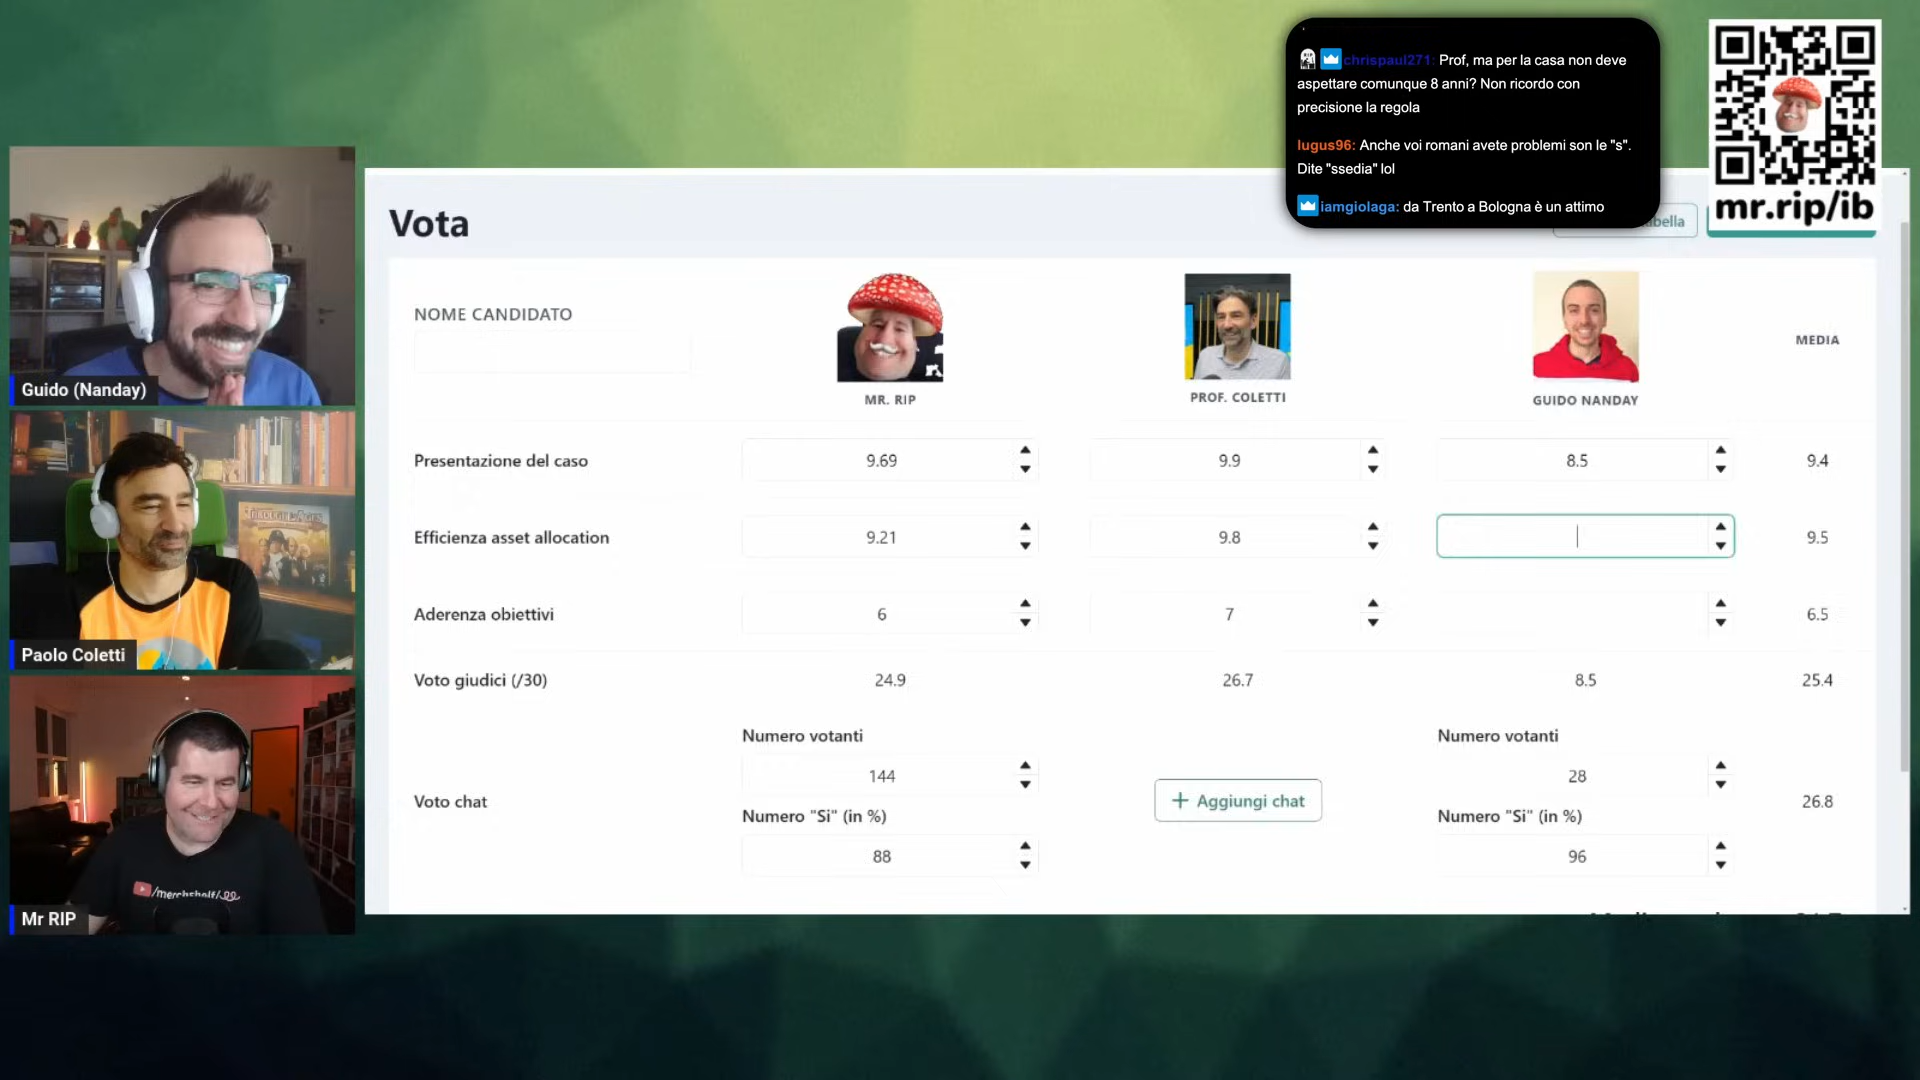 chrispaul271: Prof, ma per la casa non deve
aspettare comunque 8 anni? Non ricordo con
precisione la regola
lugus96: Anche voi romani avete problemi son le "s".
Dite "ssedia" lol
iamgiolaga: da Trento a Bologna è un attimo
mr.rip/ib
Vota
NOME CANDIDATO
MR. RIP
PROF. COLETTI
GUIDO NANDAY
MEDIA
Presentazione del caso 9.69 9.9 8.5 9.4
Efficienza asset allocation 9.21 9.8 9.5
Aderenza obiettivi 6 7 6.5
Voto giudici (/30) 24.9 26.7 8.5 25.4
Numero votanti Numero votanti
144 28
Voto chat + Aggiungi chat 26.8
Numero "Si" (in %) Numero "Si" (in %)
88 96
Guido (Nanday)
THROUGH THE AGES
Paolo Coletti
/merchshelf/
Mr RIP